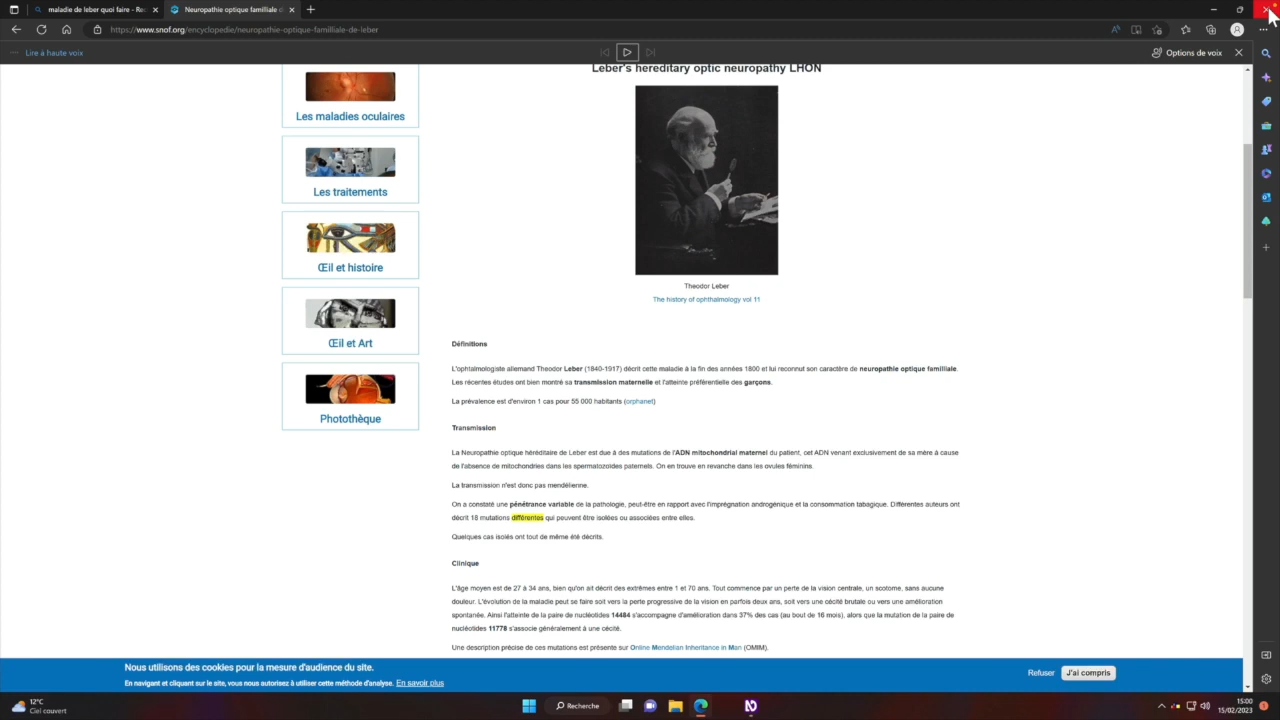 maladie de leber quoi faire - Rec
Neuropathie optique familliale d
https://www.snof.org/encyclopedie/neuropathie-optique-familliale-de-leber
Lire à haute voix
Options de voix
Leber's hereditary optic neuropathy LHON
Les maladies oculaires
Les traitements
Œil et histoire
Œil et Art
Photothèque
Theodor Leber
The history of ophthalmology vol 11
Définitions
L'ophtalmologiste allemand Theodor Leber (1840-1917) décrit cette maladie à la fin des années 1800 et lui reconnut son caractère de neuropathie optique familliale.
Les récentes études ont bien montré sa transmission maternelle et l'atteinte préférentielle des garçons.
La prévalence est d'environ 1 cas pour 55 000 habitants (orphanet)
Transmission
La Neuropathie optique héréditaire de Leber est due à des mutations de l'ADN mitochondrial maternel du patient, cet ADN venant exclusivement de sa mère à cause
de l'absence de mitochondries dans les spermatozoïdes paternels. On en trouve en revanche dans les ovules féminins.
La transmission n'est donc pas mendélienne.
On a constaté une pénétrance variable de la pathologie, peut-être en rapport avec l'imprégnation androgénique et la consommation tabagique. Différentes auteurs ont
décrit 18 mutations différentes qui peuvent être isolées ou associées entre elles.
Quelques cas isolés ont tout de même été décrits.
Clinique
L'âge moyen est de 27 à 34 ans, bien qu'on ait décrit des extrêmes entre 1 et 70 ans. Tout commence par un perte de la vision centrale, un scotome, sans aucune
douleur. L'évolution de la maladie peut se faire soit vers la perte progressive de la vision en parfois deux ans, soit vers une cécité brutale ou vers une amélioration
spontanée. Ainsi l'atteinte de la paire de nucléotides 14484 s'accompagne d'amélioration dans 37% des cas (au bout de 16 mois), alors que la mutation de la paire de
nucléotides 11778 s'associe généralement à une cécité.
Une description précise de ces mutations est présente sur Online Mendelian Inheritance in Man (OMIM).
Nous utilisons des cookies pour la mesure d'audience du site.
En navigant et cliquant sur le site, vous nous autorisez à utiliser cette méthode d'analyse. En savoir plus
Refuser
J'ai compris
12°C
Ciel couvert
Recherche
15:00
15/02/2023